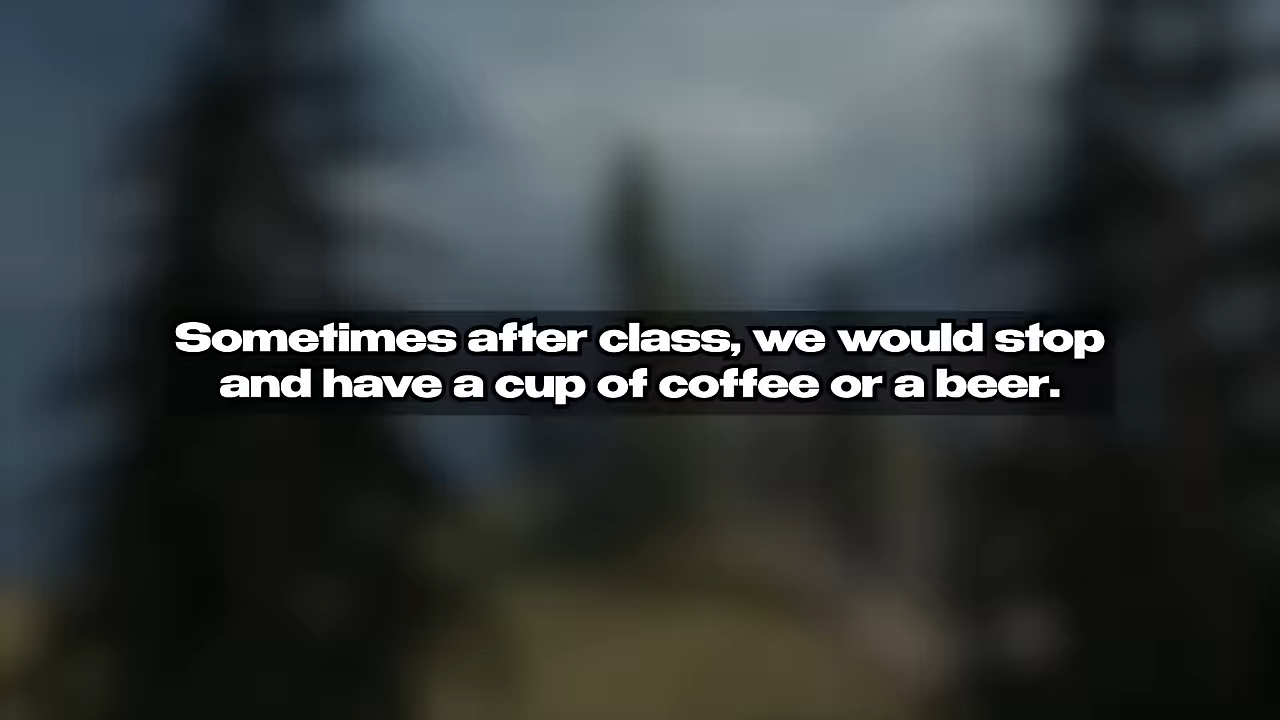 Sometimes after class, we would stop
and have a cup of coffee or a beer.